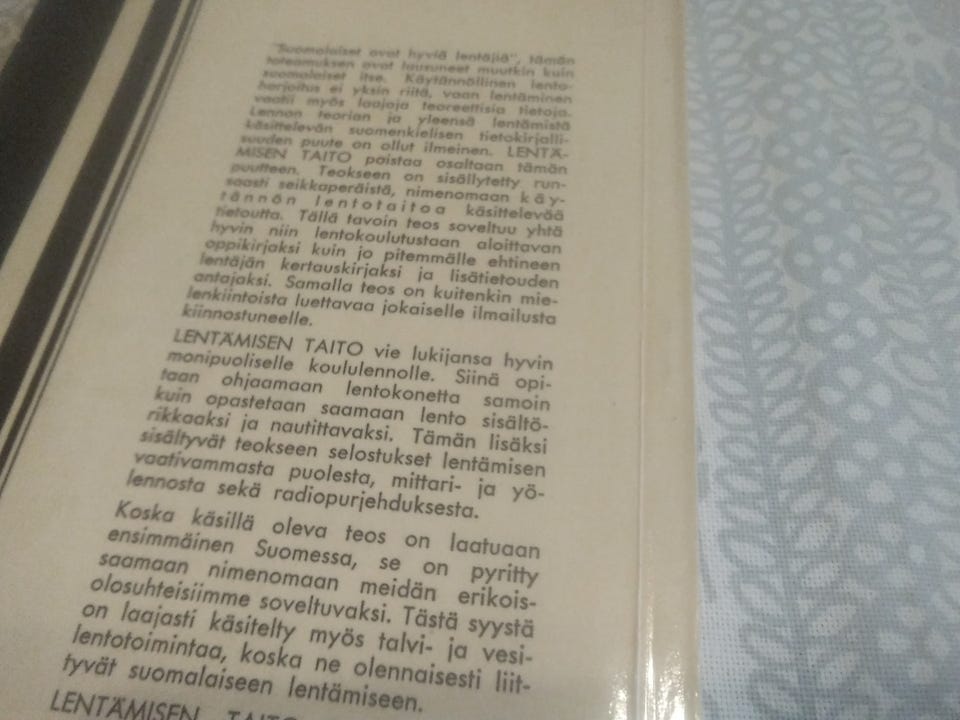 "Suomalaiset ovat hyviä lentäjiä", tämän
toteamuksen ovat lausuneet muutkin kuin
suomalaiset itse. Käytännöllinen lento-
harjoitus ei yksin riitä, vaan lentäminen
vaatii myös laajoja teoreettisia tietoja.
Lennon teorian ja yleensä lentämistä
käsittelevän suomenkielisen tietokirjalli-
suuden puute on ollut ilmeinen. LENTÄ-
MISEN TAITO poistaa osaltaan tämän
puutteen. Teokseen on sisällytetty run-
saasti seikkaperäistä, nimenomaan käy-
tännön lentotaitoa käsittelevää
tietoutta. Tällä tavoin teos soveltuu yhtä
hyvin niin lentokoulutustaan aloittavan
oppikirjaksi kuin jo pitemmälle ehtineen
lentäjän kertauskirjaksi ja lisätietouden
antajaksi. Samalla teos on kuitenkin mie-
lenkiintoista luettavaa jokaiselle ilmailusta
kiinnostuneelle.
LENTÄMISEN TAITO vie lukijansa hyvin
monipuoliselle koululennolle. Siinä opi-
taan ohjaamaan lentokonetta samoin
kuin opastetaan saamaan lento sisältö-
rikkaaksi ja nautittavaksi. Tämän lisäksi
sisältyvät teokseen selostukset lentämisen
vaativammasta puolesta, mittari- ja yö-
lennosta sekä radiopurjehduksesta.
Koska käsillä oleva teos on laatuaan
ensimmäinen Suomessa, se on pyritty
saamaan nimenomaan meidän erikois-
olosuhteisiimme soveltuvaksi. Tästä syystä
on laajasti käsitelty myös talvi- ja vesi-
lentotoimintaa, koska ne olennaisesti liit-
tyvät suomalaiseen lentämiseen.
LENTÄMISEN TAITO